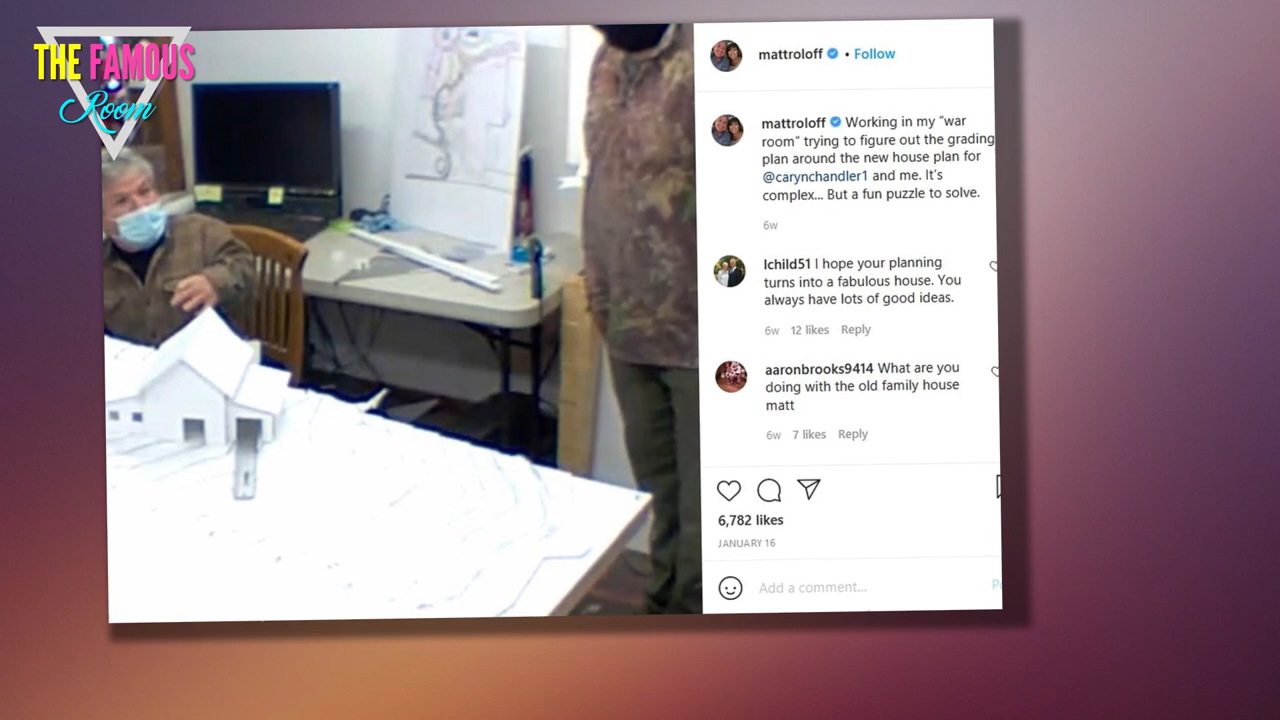 THE FAMOUS
Room
mattroloff • Follow
mattroloff Working in my "war
room" trying to figure out the grading
plan around the new house plan for
@carynchandler1 and me. It's
complex... But a fun puzzle to solve.
6w
lchild51 I hope your planning
turns into a fabulous house. You
always have lots of good ideas.
6w 12 likes Reply
aaronbrooks9414 What are you
doing with the old family house
matt
6w 7 likes Reply
6,782 likes
JANUARY 16
Add a comment...